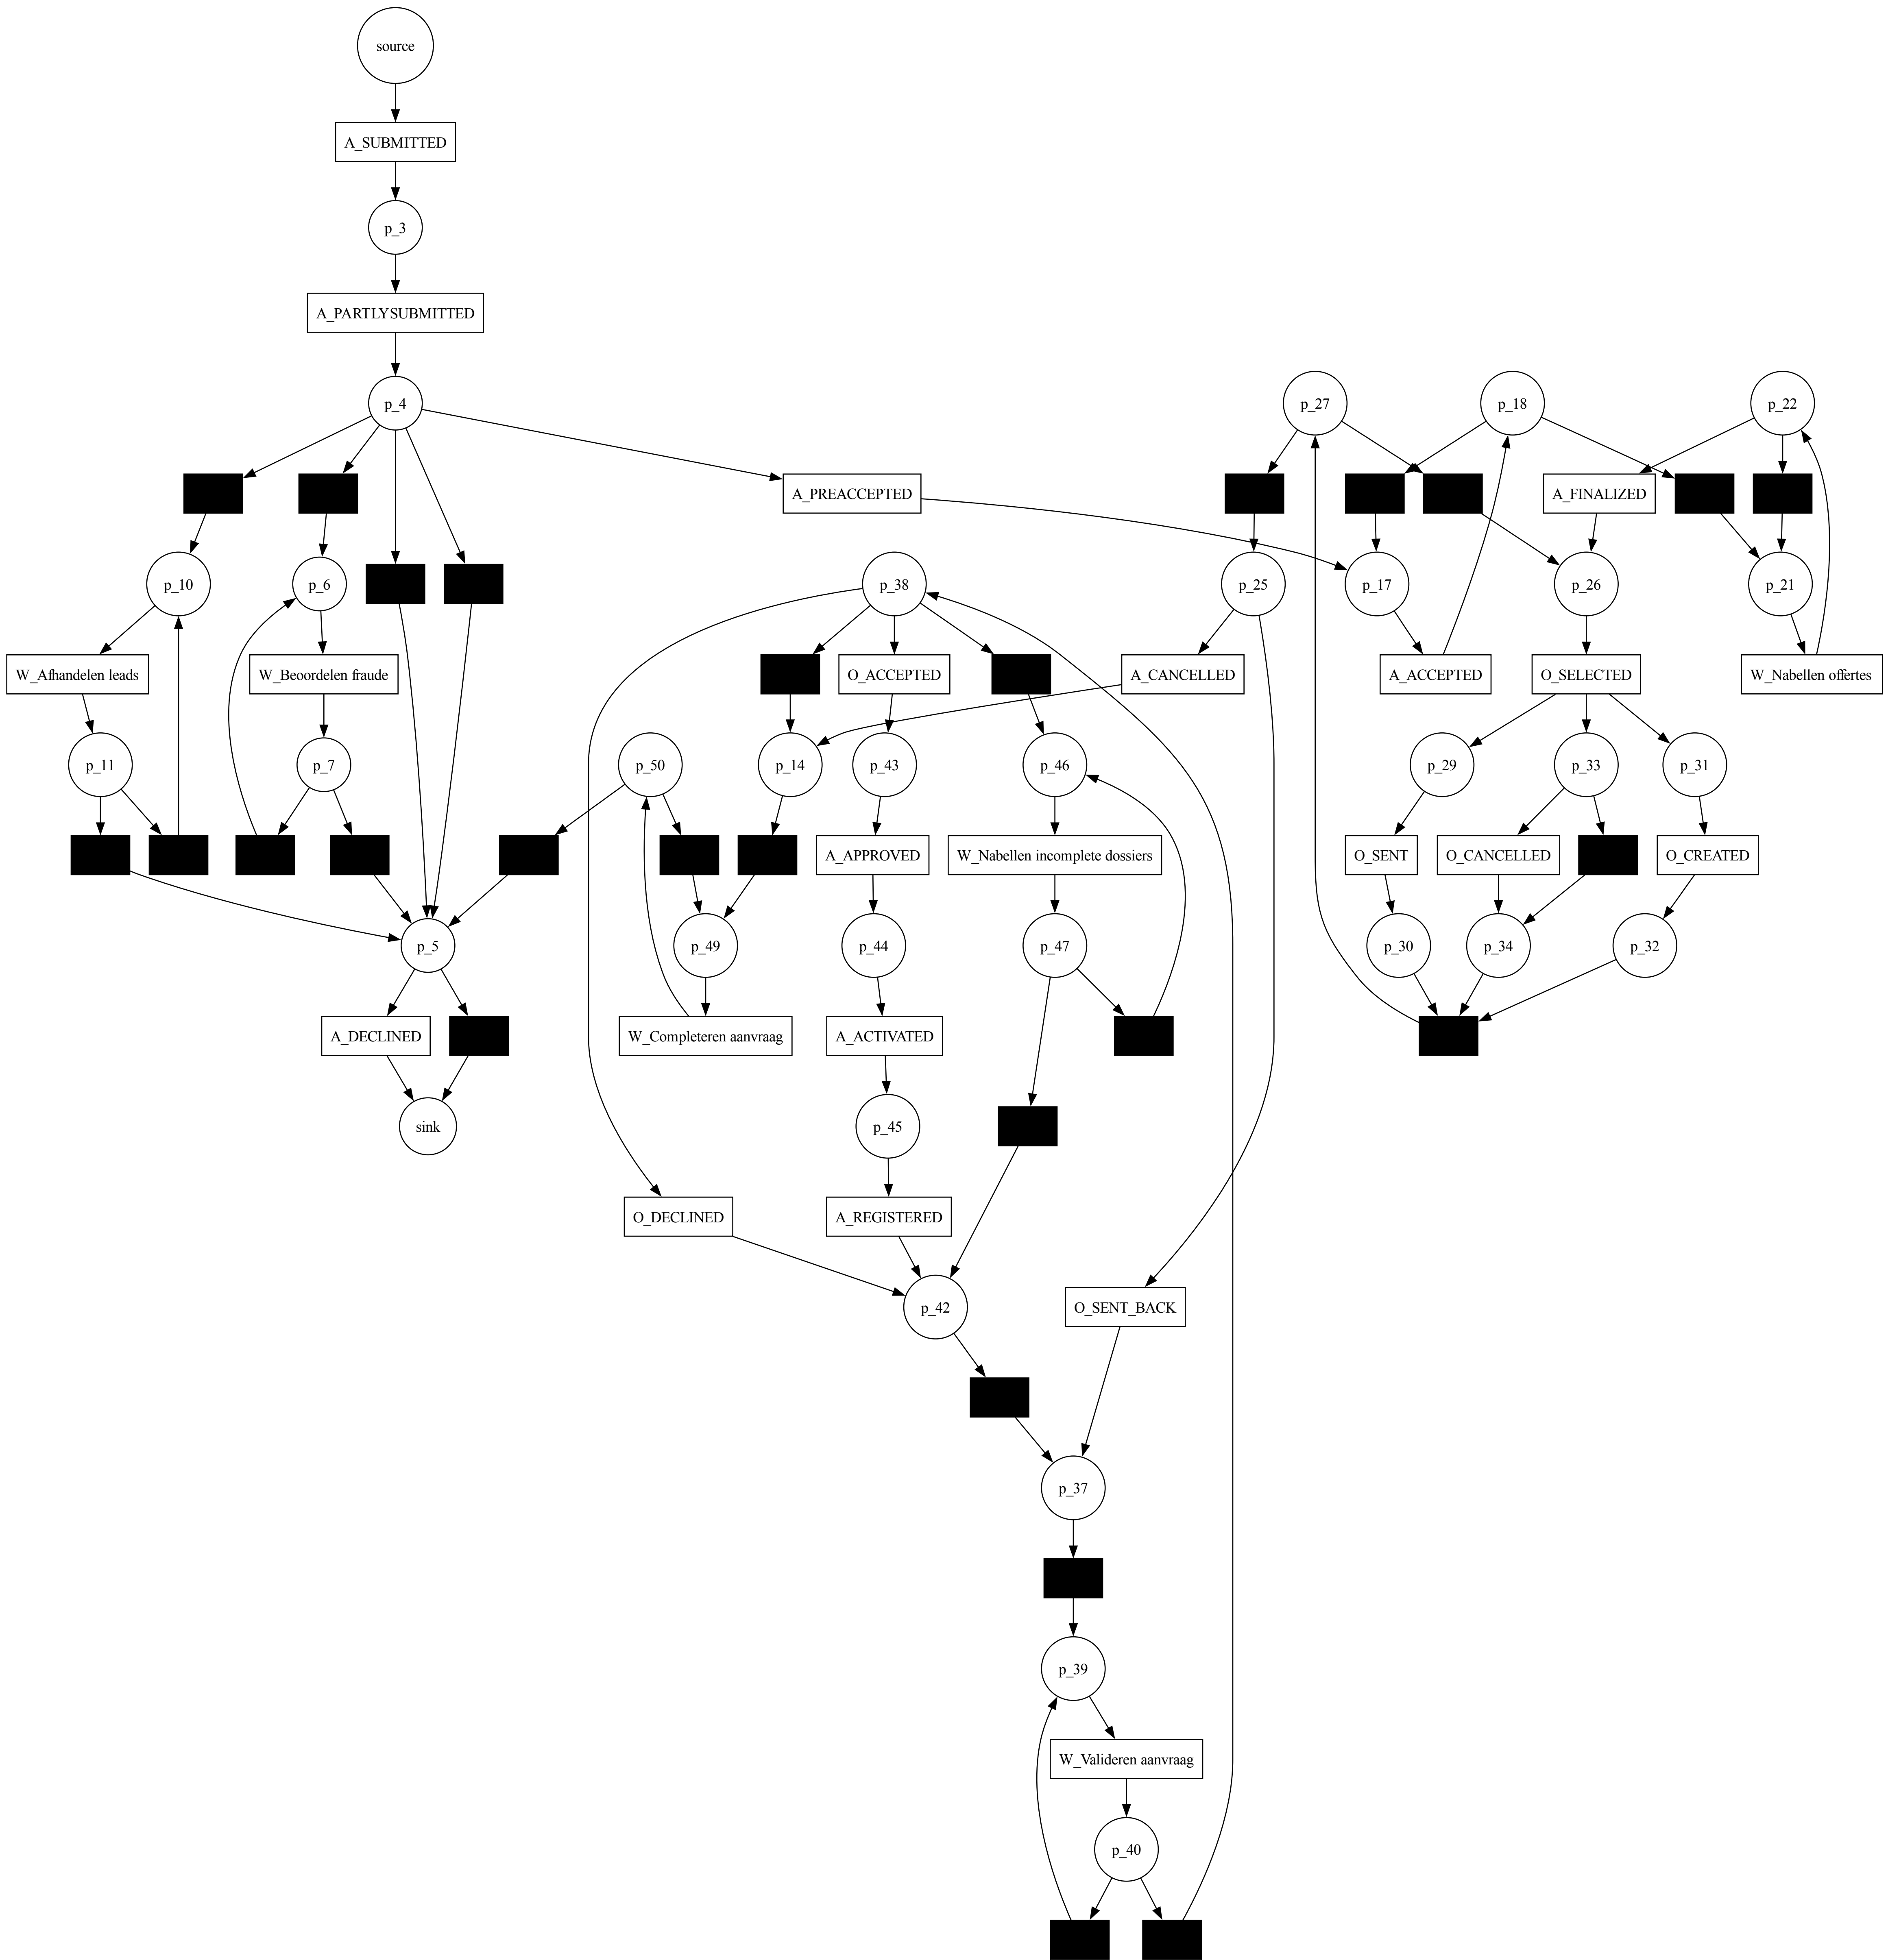 source
A_SUBMITTED
p_3
A_PARTLYSUBMITTED
p_4
p_27
p_18
p_22
A_PREACCEPTED
A_FINALIZED
p_10
p_6
p_38
p_25
p_17
p_26
p_21
W_Afhandelen leads
W_Beoordelen fraude
O_ACCEPTED
A_CANCELLED
A_ACCEPTED
O_SELECTED
W_Nabellen offertes
p_11
p_7
p_50
p_14
p_43
p_46
p_29
p_33
p_31
A_APPROVED
W_Nabellen incomplete dossiers
O_SENT
O_CANCELLED
O_CREATED
p_5
p_49
p_44
p_47
p_30
p_34
p_32
A_DECLINED
W_Completeren aanvraag
A_ACTIVATED
sink
p_45
O_DECLINED
A_REGISTERED
p_42
O_SENT_BACK
p_37
p_39
W_Valideren aanvraag
p_40